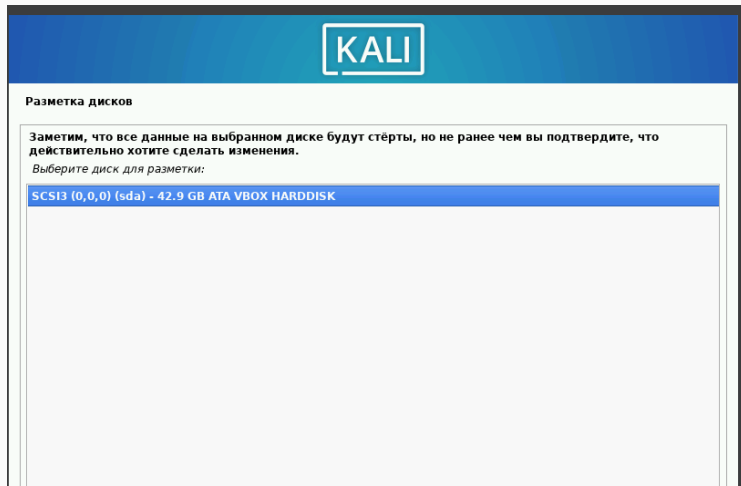 KALI
Разметка дисков
Заметим, что все данные на выбранном диске будут стёрты, но не ранее чем вы подтвердите, что
действительно хотите сделать изменения.
Выберите диск для разметки:
SCSI3 (0,0,0) (sda) - 42.9 GB ATA VBOX HARDDISK